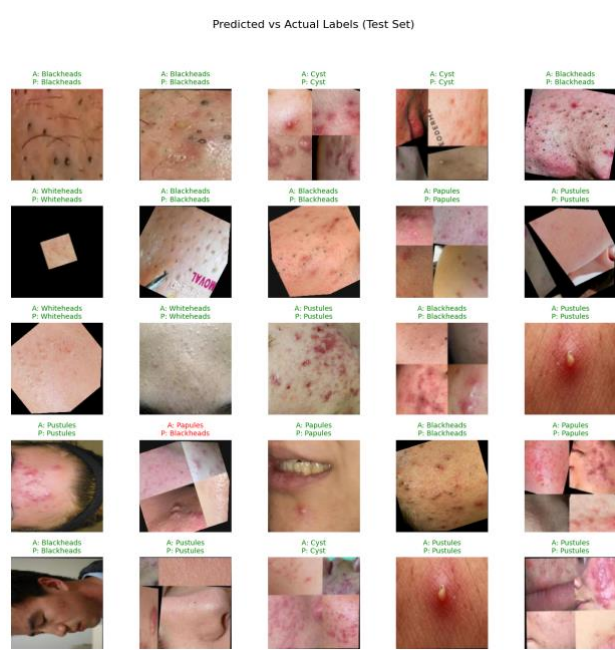 Predicted vs Actual Labels (Test Set)
A: Blackheads
P: Blackheads
A: Blackheads
P: Blackheads
A: Cyst
P: Cyst
A: Cyst
P: Cyst
A: Blackheads
P: Blackheads
A: Whiteheads
P: Whiteheads
A: Blackheads
P: Blackheads
MOVAL
A: Blackheads
P: Blackheads
A: Papules
P: Papules
A: Pustules
P: Pustules
A: Whiteheads
P: Whiteheads
A: Whiteheads
P: Whiteheads
A: Pustules
P: Pustules
A: Blackheads
P: Blackheads
A: Pustules
P: Pustules
A: Pustules
P: Pustules
A: Papules
P: Blackheads
A: Papules
P: Papules
A: Blackheads
P: Blackheads
A: Papules
P: Papules
A: Blackheads
P: Blackheads
A: Pustules
P: Pustules
A: Cyst
P: Cyst
A: Pustules
P: Pustules
A: Pustules
P: Pustules